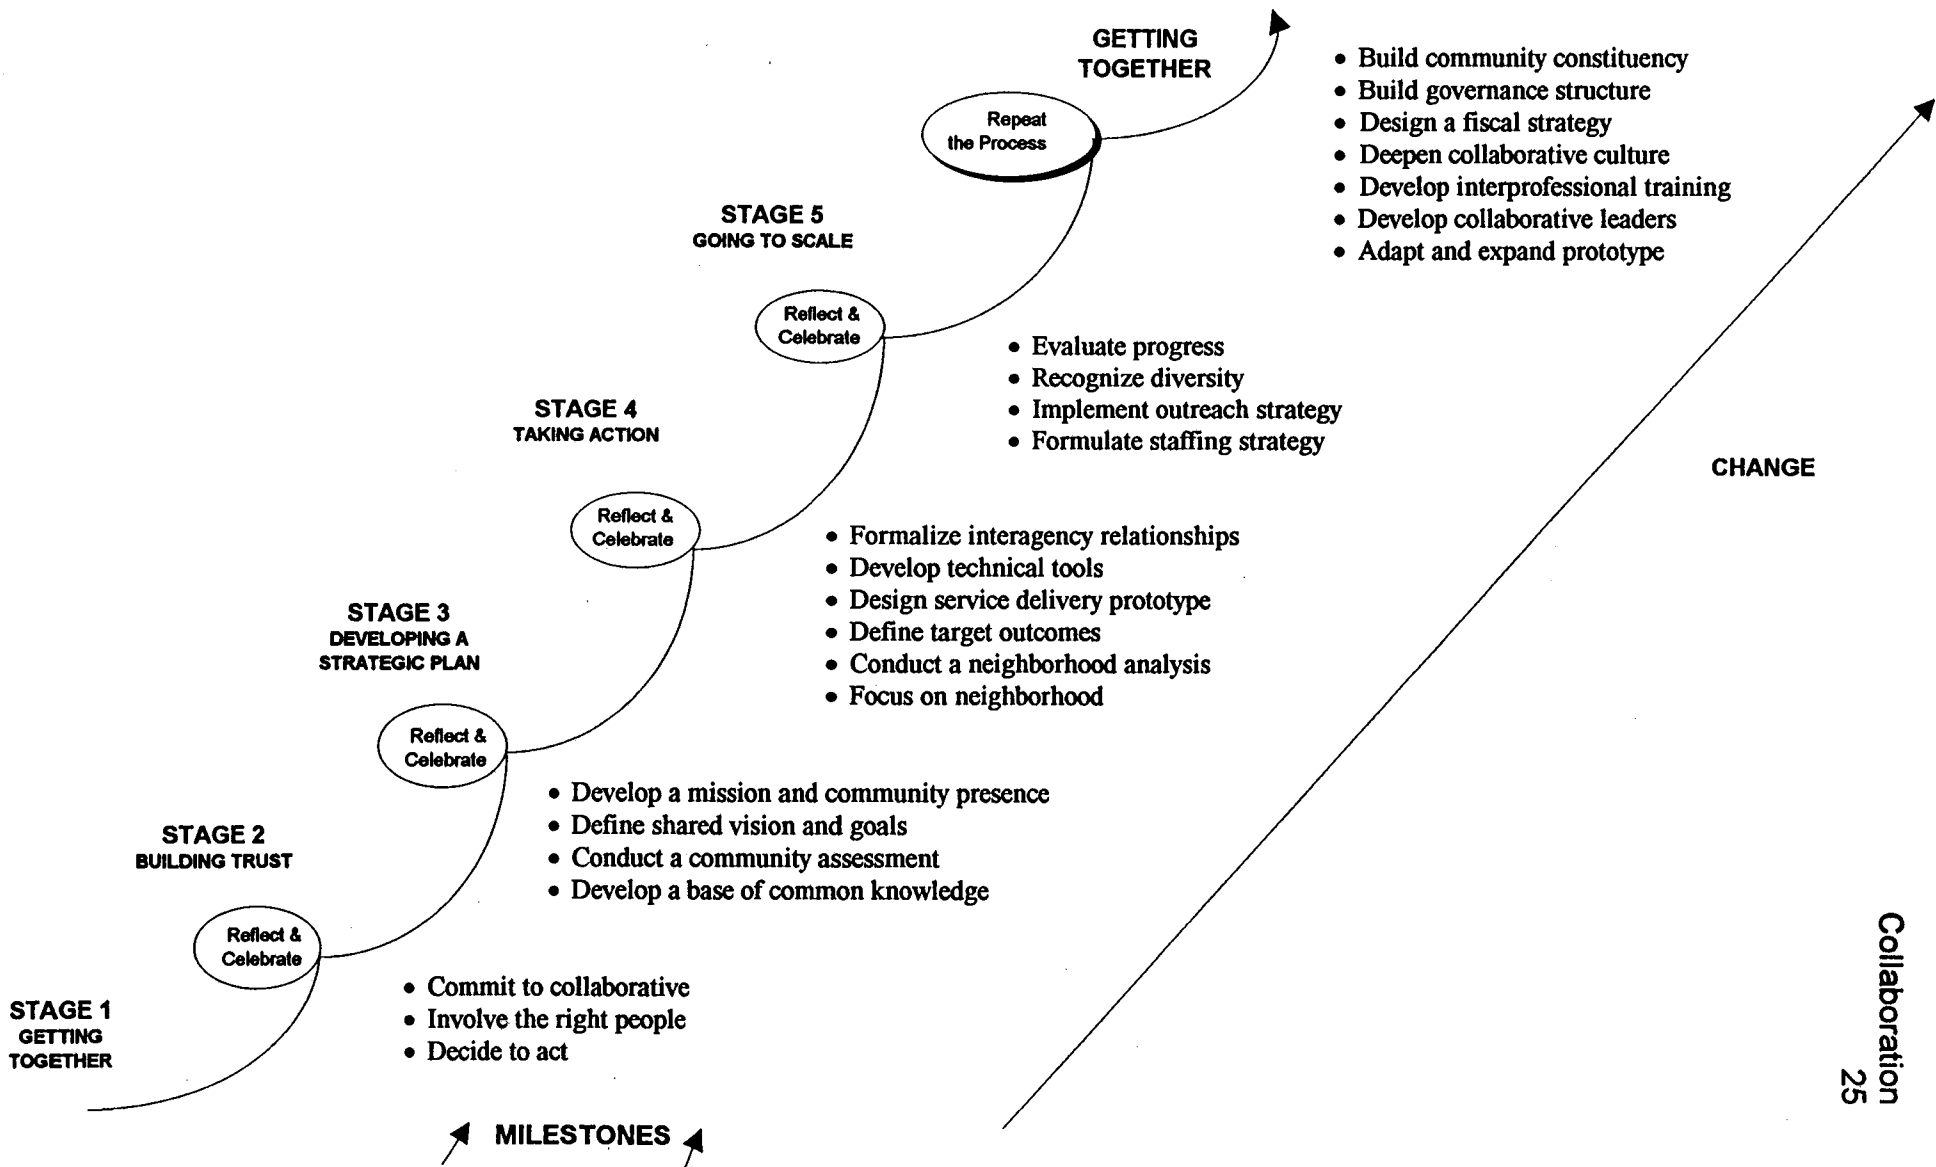 GETTING
TOGETHER
• Build community constituency
• Build governance structure
• Design a fiscal strategy
• Deepen collaborative culture
• Develop interprofessional training
• Develop collaborative leaders
• Adapt and expand prototype
Repeat
the Process
STAGE 5
GOING TO SCALE
Reflect &
Celebrate
• Evaluate progress
• Recognize diversity
• Implement outreach strategy
• Formulate staffing strategy
STAGE 4
TAKING ACTION
CHANGE
Reflect &
Celebrate
• Formalize interagency relationships
• Develop technical tools
• Design service delivery prototype
• Define target outcomes
• Conduct a neighborhood analysis
• Focus on neighborhood
STAGE 3
DEVELOPING A
STRATEGIC PLAN
Reflect &
Celebrate
• Develop a mission and community presence
• Define shared vision and goals
• Conduct a community assessment
• Develop a base of common knowledge
STAGE 2
BUILDING TRUST
Reflect &
Celebrate
• Commit to collaborative
• Involve the right people
• Decide to act
STAGE 1
GETTING
TOGETHER
MILESTONES
Collaboration
25